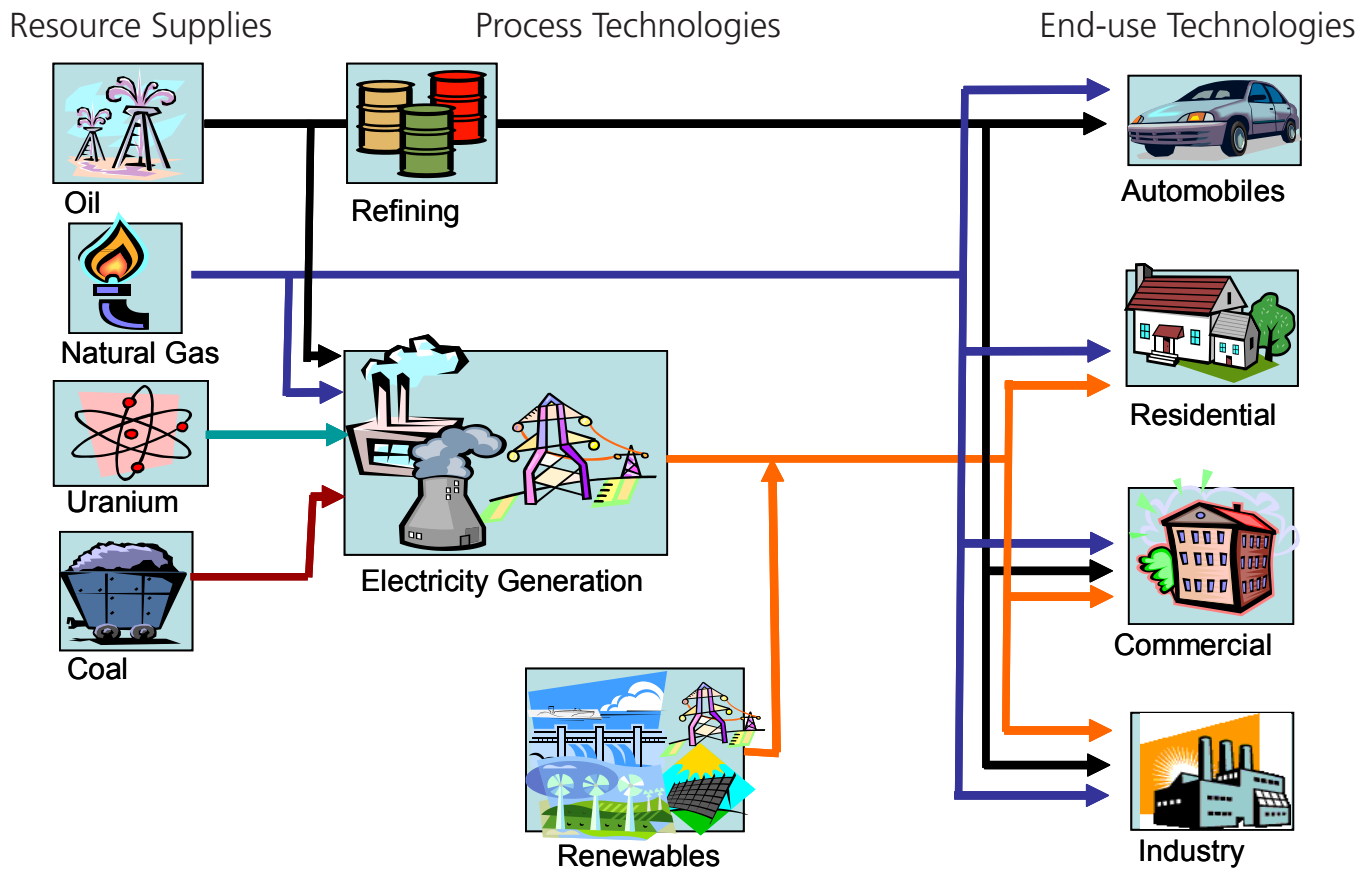 Resource Supplies
Process Technologies
End-use Technologies
Oil
Refining
Automobiles
Natural Gas
Residential
Uranium
Electricity Generation
Commercial
Coal
Renewables
Industry